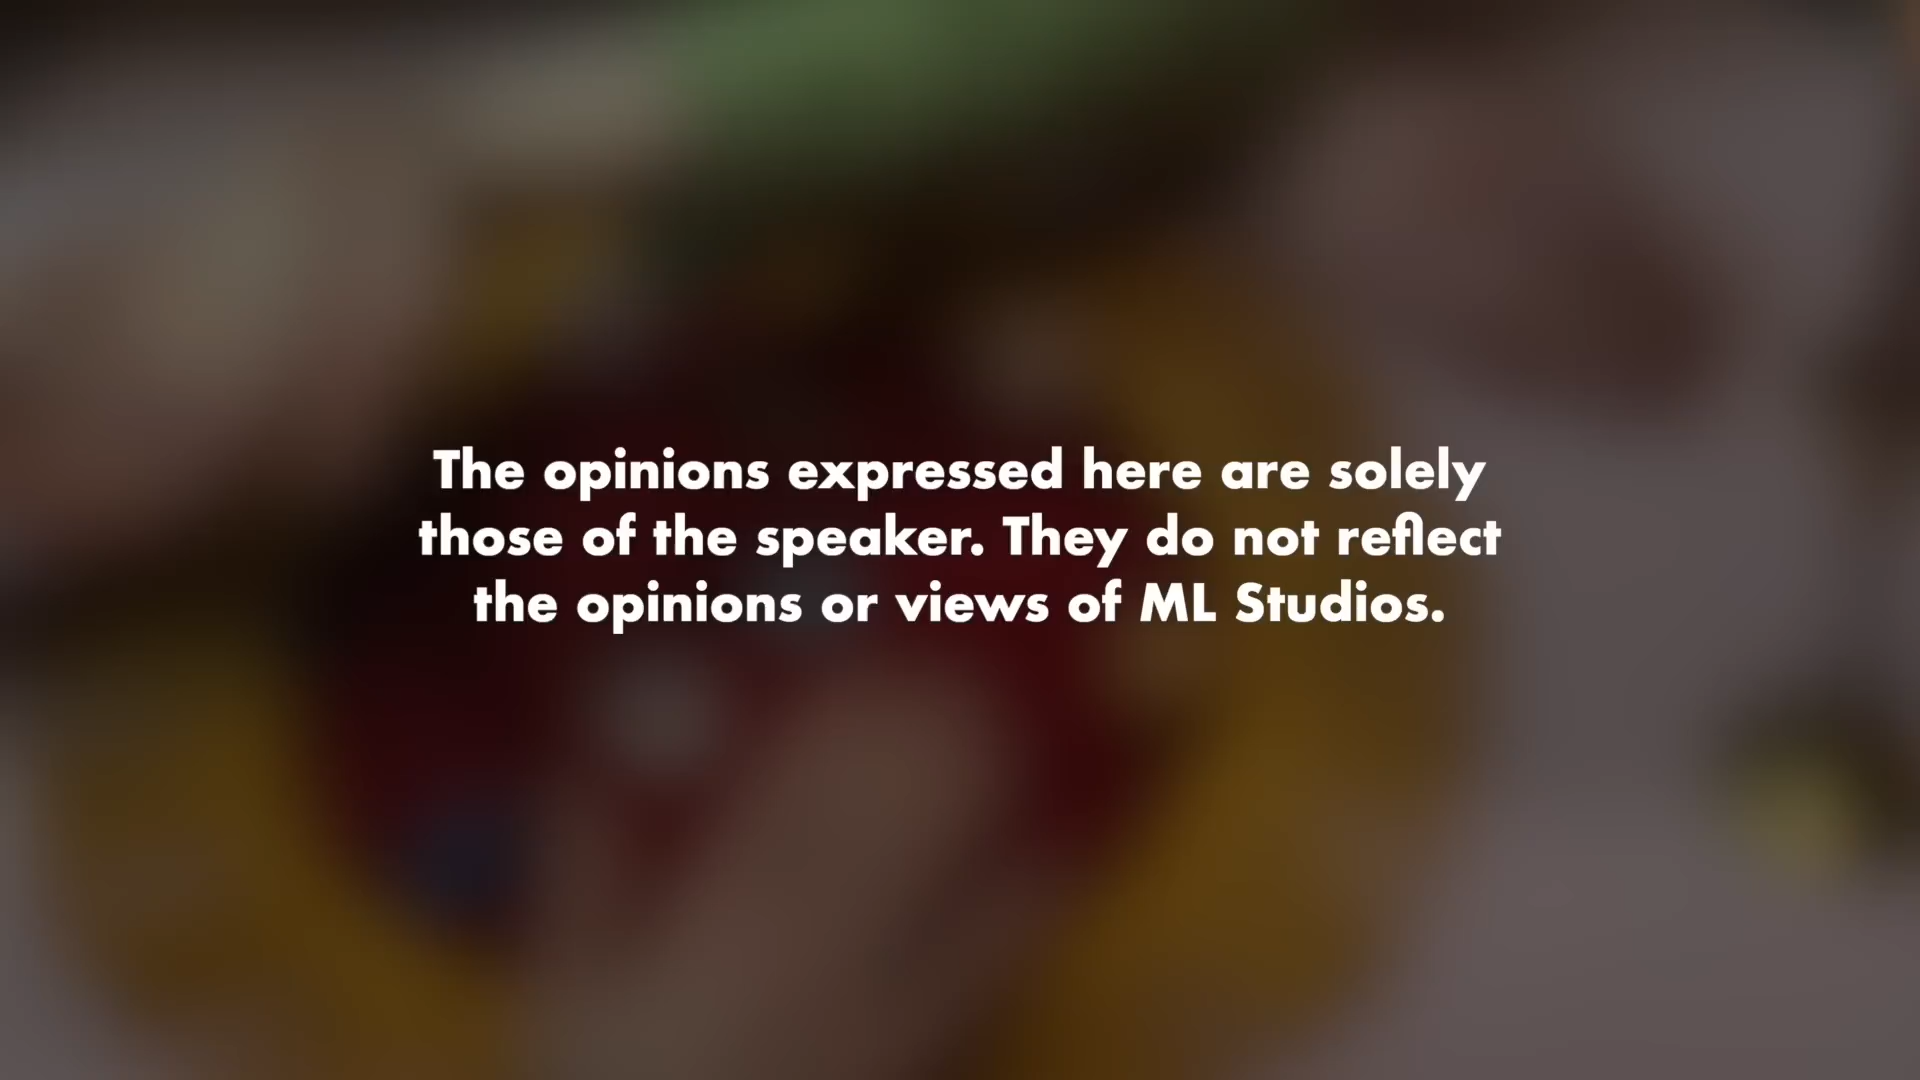 The opinions expressed here are solely
those of the speaker. They do not reflect
the opinions or views of ML Studios.